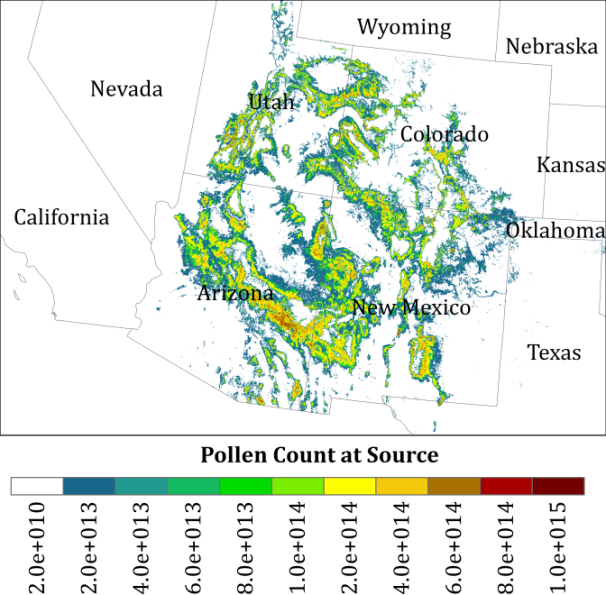 Wyoming
Nebraska
Nevada
Utah
Colorado
Kansas
California
Oklahoma
Arizona
New Mexico
Texas
Pollen Count at Source
2.0e+010
2.0e+013
4.0e+013
6.0e+013
8.0e+013
1.0e+014
2.0e+014
4.0e+014
6.0e+014
8.0e+014
1.0e+015